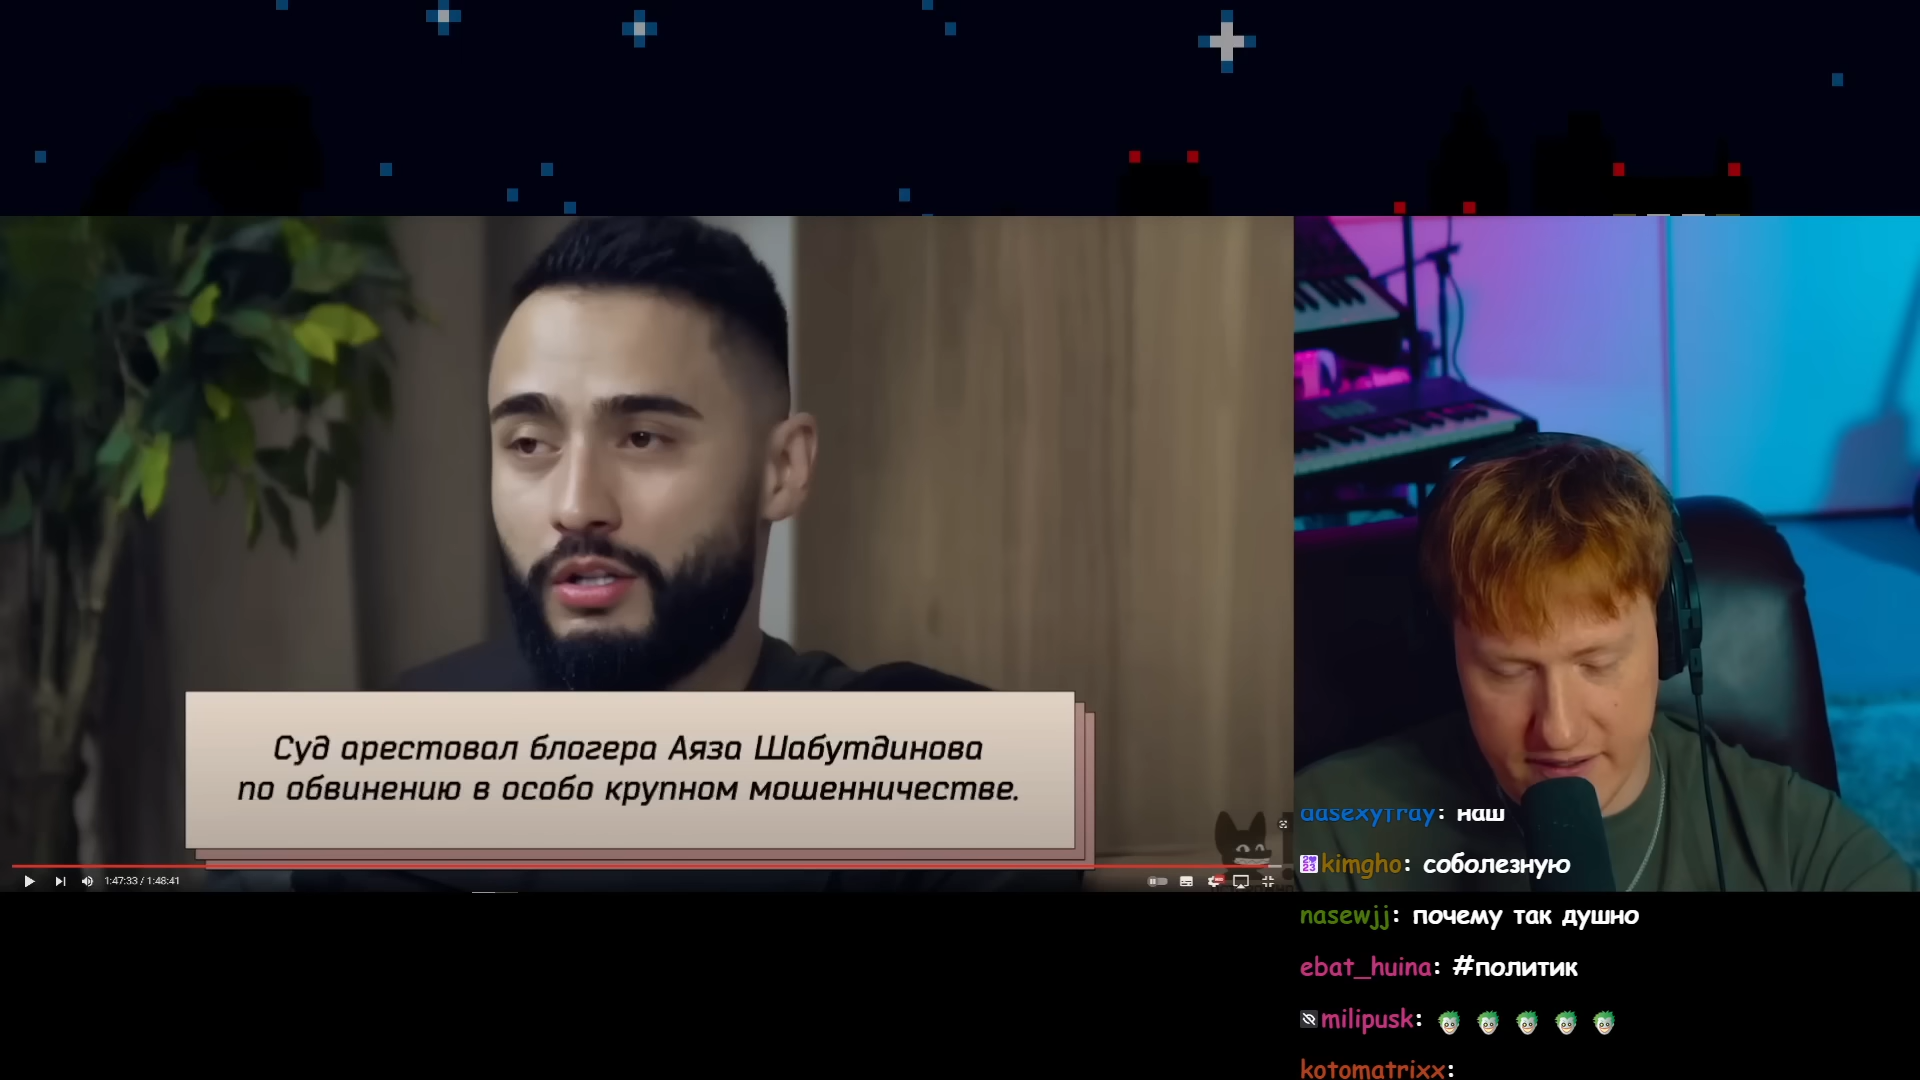 Суд арестовал блогера Аяза Шабутдинова
по обвинению в особо крупном мошенничестве.
1:47:33 / 1:48:41
aasexyfray: наш
kimgho: соболезную
nasewjj: почему так душно
ebat_huina: #политик
milipusk:
kotomatrixx: